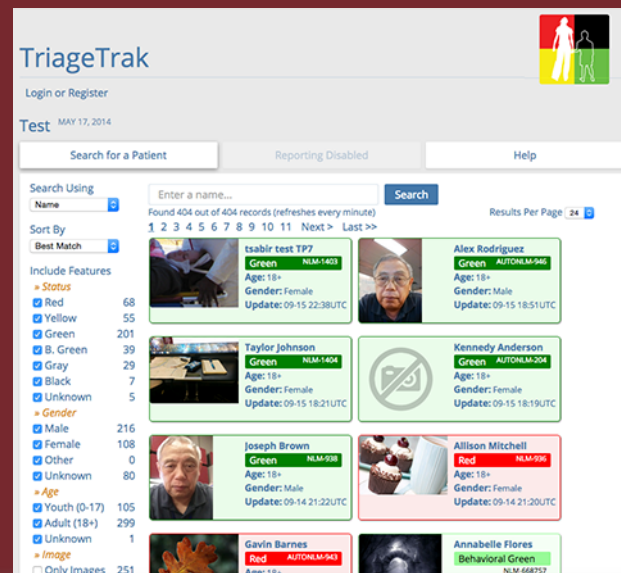 TriageTrak
Login or Register
Test MAY 17, 2014
Search for a Patient
Reporting Disabled
Help
Search Using
Name
Sort By
Best Match
Include Features
» Status
Red 68
Yellow 55
Green 201
B. Green 39
Gray 29
Black 7
Unknown 5
» Gender
Male 216
Female 108
Other 0
Unknown 80
» Age
Youth (0-17) 105
Adult (18+) 299
Unknown 1
» Image
Only Images 251
Enter a name...
Search
Found 404 out of 404 records (refreshes every minute)
Results Per Page 24
1 2 3 4 5 6 7 8 9 10 11 Next > Last >>
tsabir test TP7
Green NLM-1403
Age: 18+
Gender: Female
Update: 09-15 22:38UTC
Alex Rodriguez
Green AUTONLM-946
Age: 18+
Gender: Male
Update: 09-15 18:51UTC
Taylor Johnson
Green NLM-1404
Age: 18+
Gender: Female
Update: 09-15 18:21UTC
Kennedy Anderson
Green AUTONLM-204
Age: 18+
Gender: Female
Update: 09-15 18:19UTC
Joseph Brown
Green NLM-938
Age: 18+
Gender: Male
Update: 09-14 21:22UTC
Allison Mitchell
Red NLM-936
Age: 18+
Gender: Female
Update: 09-14 21:20UTC
Gavin Barnes
Red AUTONLM-943
Age: 18+
Annabelle Flores
Behavioral Green
NLM-668757